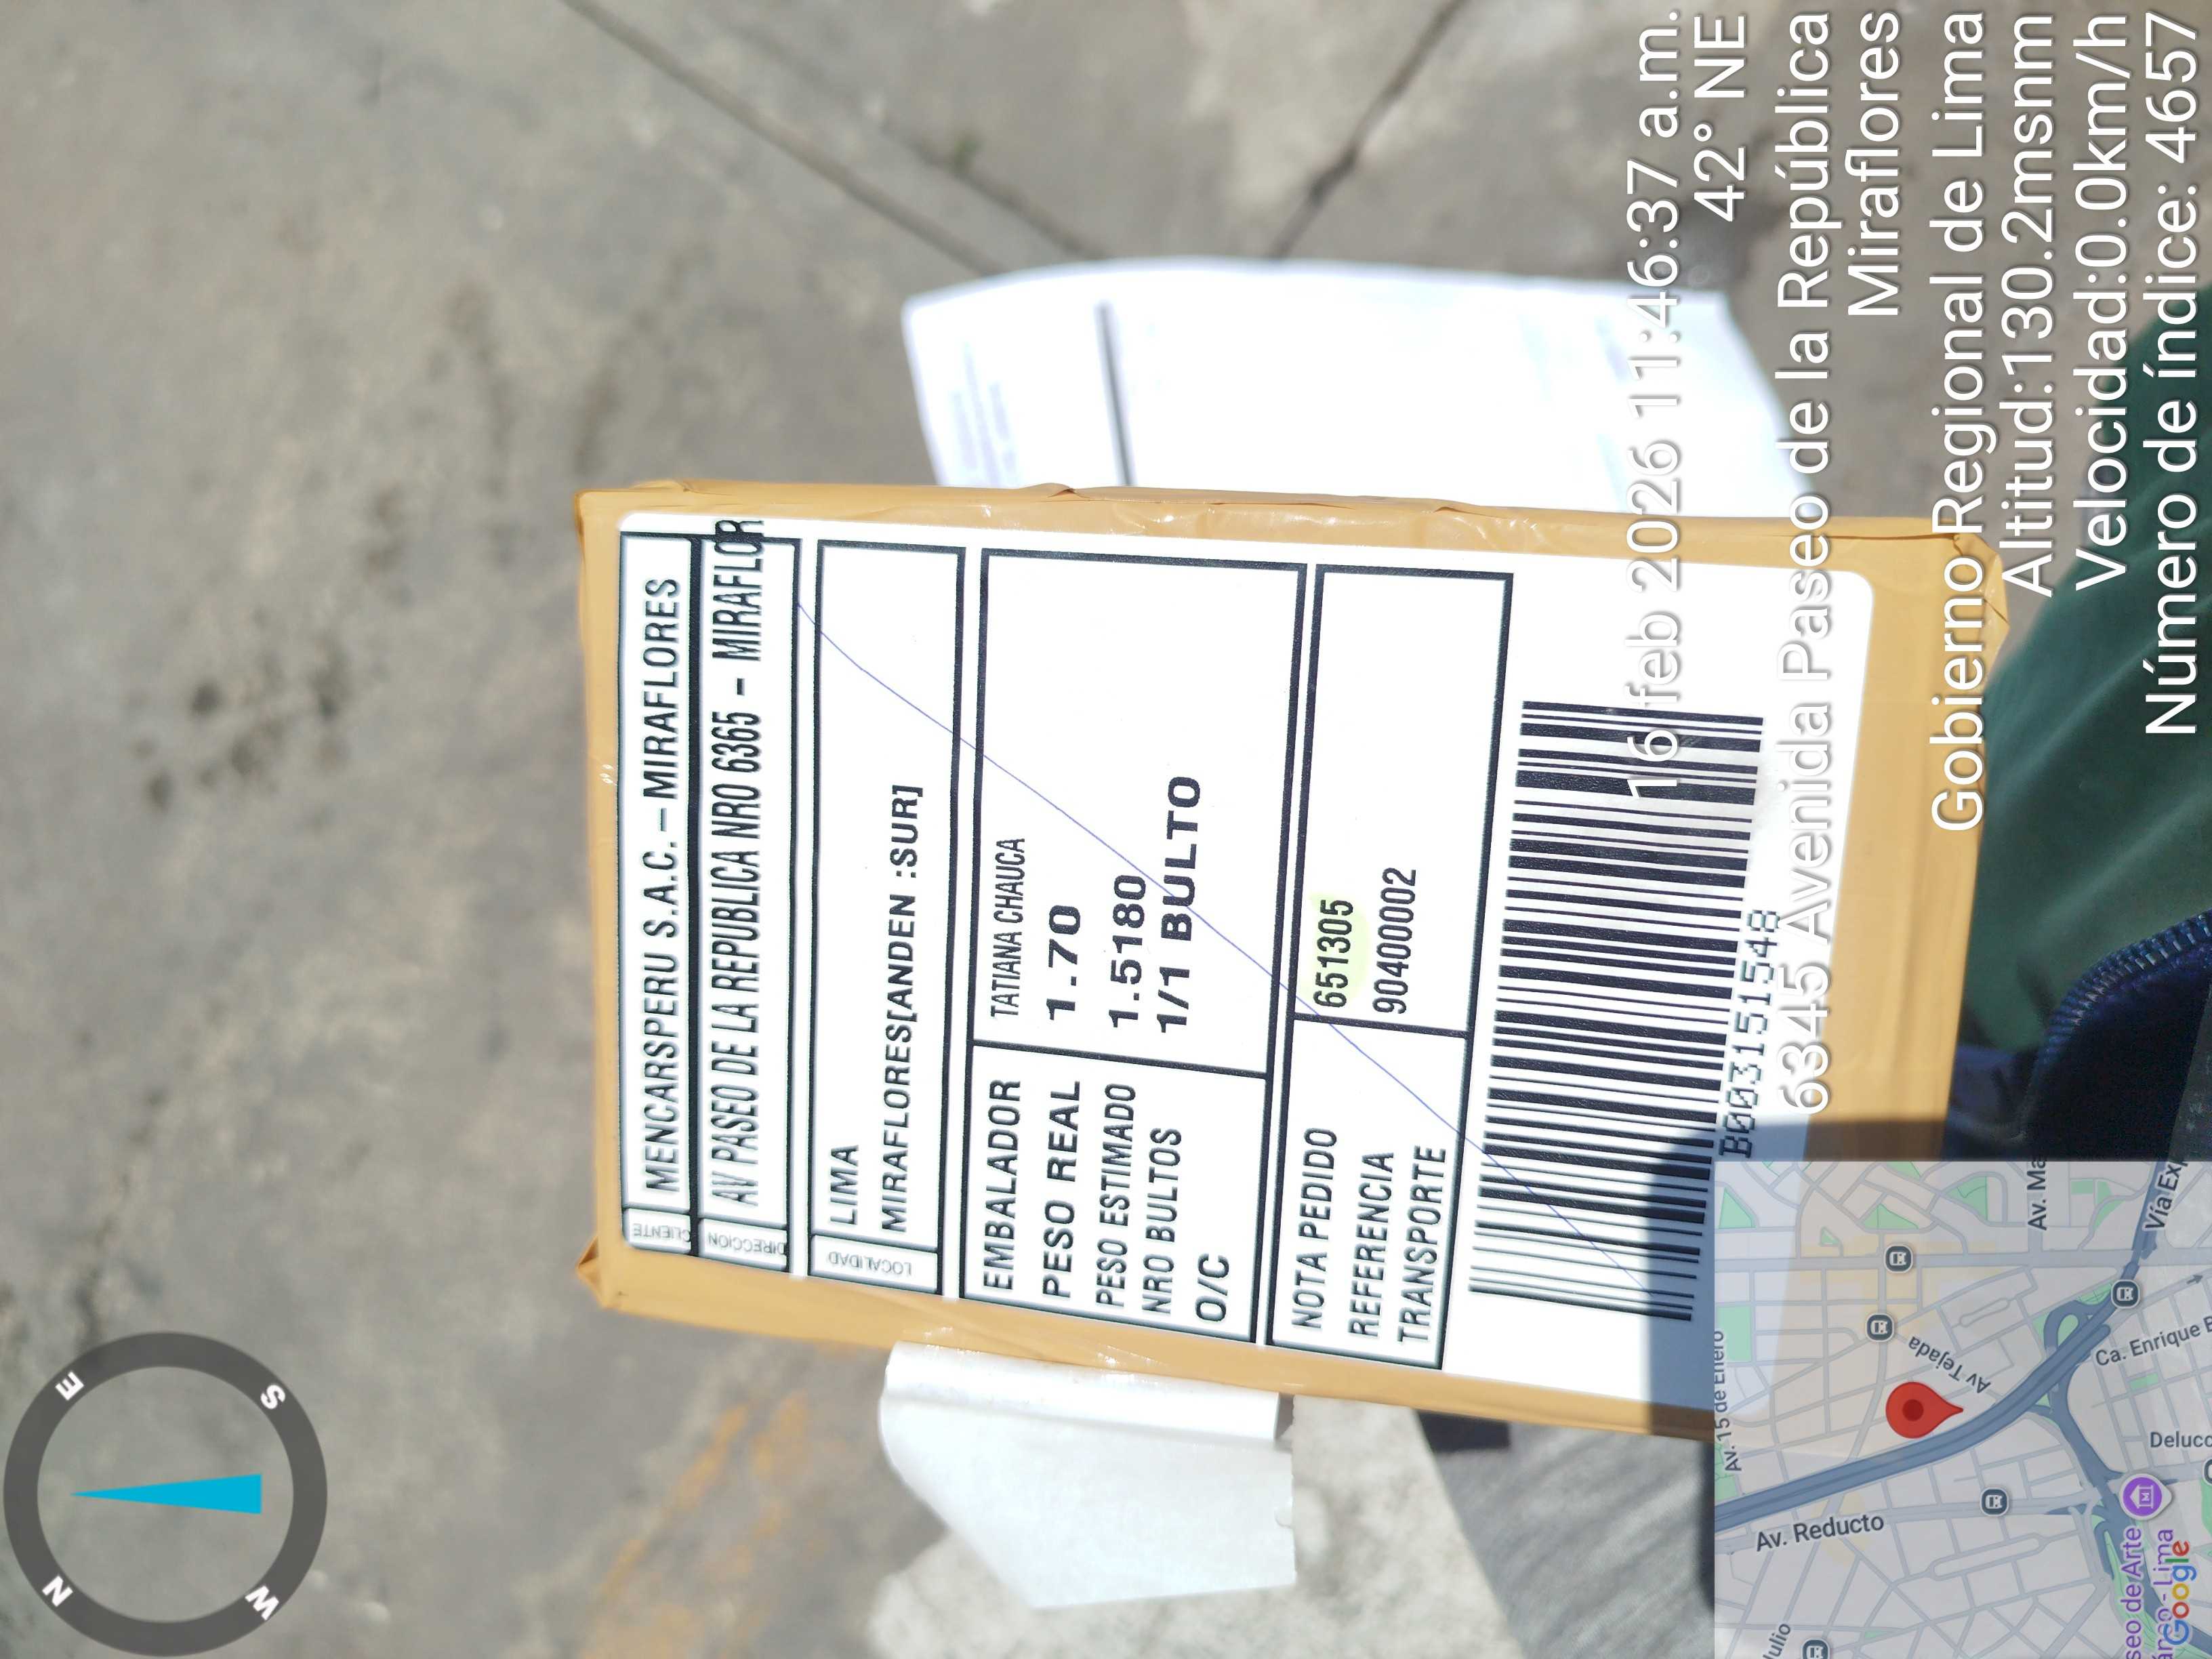 CLIENTE
MENCARSPERU S.A.C. – MIRAFLORES
DIRECCION
AV PASEO DE LA REPUBLICA NRO 6365 – MIRAFLOR
LOCALIDAD
LIMA
MIRAFLORES[ANDEN :SUR]
EMBALADOR TATIANA CHAUCA
PESO REAL 1.70
PESO ESTIMADO 1.5180
NRO BULTOS 1/1 BULTO
O/C
NOTA PEDIDO 651305
REFERENCIA 90400002
TRANSPORTE
B003151548
16 feb 2026 11:46:37 a.m.
42° NE
6345 Avenida Paseo de la República
Miraflores
Gobierno Regional de Lima
Altitud:130.2msnm
Velocidad:0.0km/h
Número de índice: 4657
N
E
S
W
Av. 15 de Enero
Av Tejada
Av. Reducto
Ca. Enrique
Google